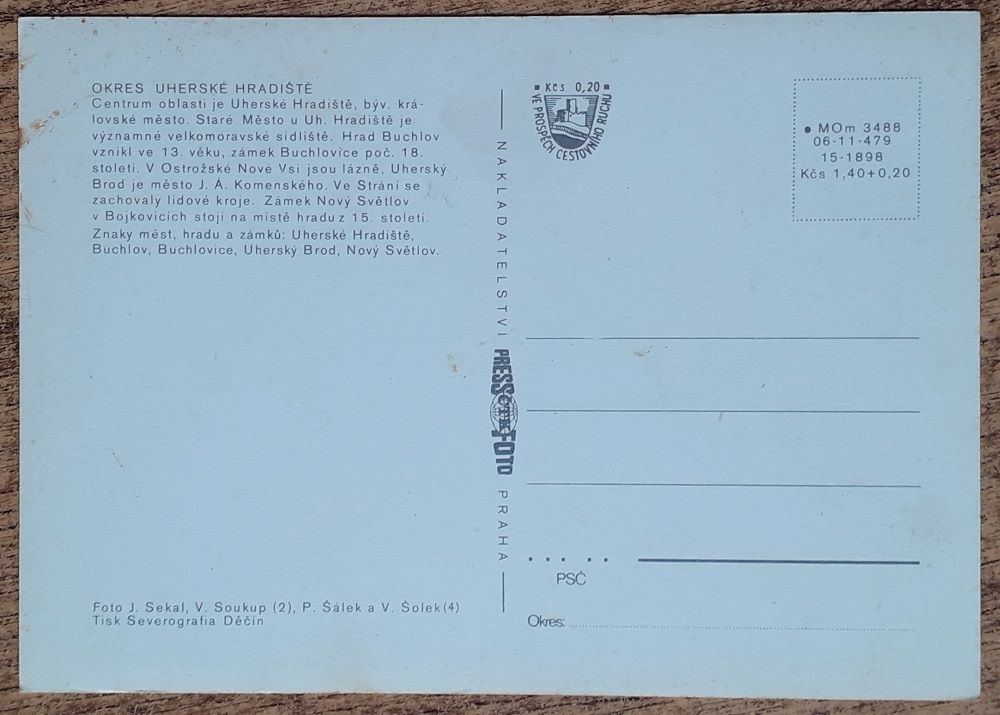 OKRES UHERSKÉ HRADIŠTĚ
Centrum oblasti je Uherské Hradiště, býv. krá-
lovské město. Staré Město u Uh. Hradiště je
významné velkomoravské sídliště. Hrad Buchlov
vznikl ve 13. věku, zámek Buchlovice poč. 18.
století. V Ostrožské Nové Vsi jsou lázně, Uherský
Brod je město J. Á. Komenského. Ve Strání se
zachovaly lidové kroje. Zámek Nový Světlov
v Bojkovicích stojí na místě hradu z 15. století.
Znaky mést, hradu a zámků: Uherské Hradiště,
Buchlov, Buchlovice, Uherský Brod, Nový Světlov.
Foto J. Sekal, V. Soukup (2), P. Šálek a V. Šolek(4)
Tisk Severografia Děčín
NAKLADATELSTVÍ PRESSFOTO PRAHA
ČTK
Kčs 0,20
VE PROSPĚCH CESTOVNÍHO RUCHU
MOm 3488
06-11-479
15-1898
Kčs 1,40+0,20
PSČ
Okres: